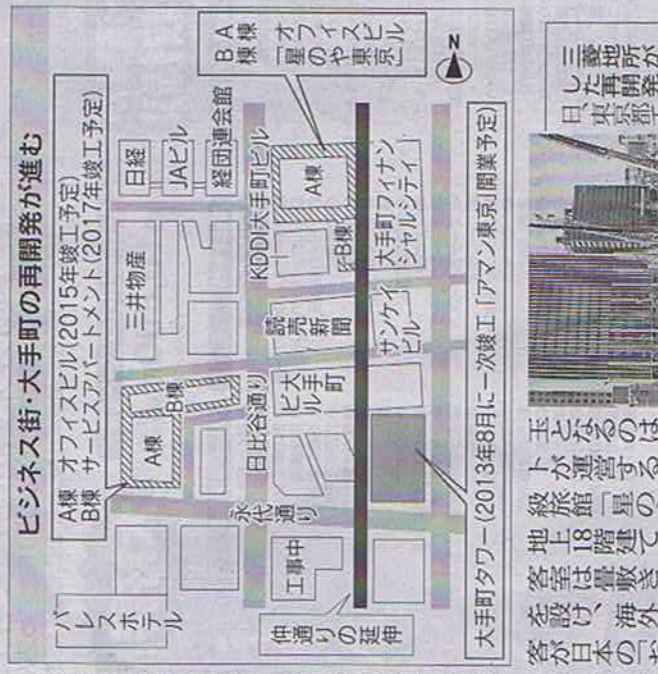 ビジネス街・大手町の再開発が進む
A棟 オフィスビル(2015年竣工予定)
B棟 サービスアパートメント(2017年竣工予定)
A棟 オフィスビル
B棟 「星のや東京」
日経
JAビル
経団連会館
三井物産
A棟
B棟
パレスホテル
KDDI大手町ビル
A棟
B棟
日比谷通り
永代通り
読売新聞
大手町ビル
サンケイビル
大手町フィナンシャルシティ
工事中
仲通りの延伸
N
大手町タワー(2013年8月に一次竣工「アマン東京」開業予定)
三菱地所が
した再開発
日、東京都千
玉となるのは
トが運営する
級旅館「星の
地上18階建て
客室は畳敷き
を設け、海外
客が日本の「お